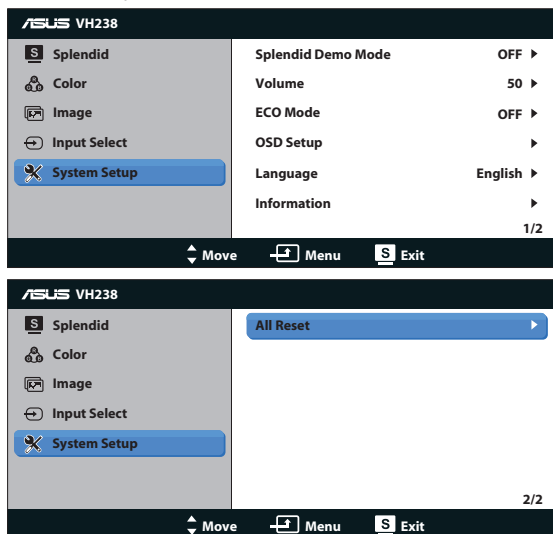 ASUS VH238
S Splendid
Splendid Demo Mode OFF
Color
Volume 50
Image
ECO Mode OFF
Input Select
OSD Setup
System Setup
Language English
Information
1/2
Move Menu S Exit
ASUS VH238
S Splendid
All Reset
Color
Image
Input Select
System Setup
2/2
Move Menu S Exit